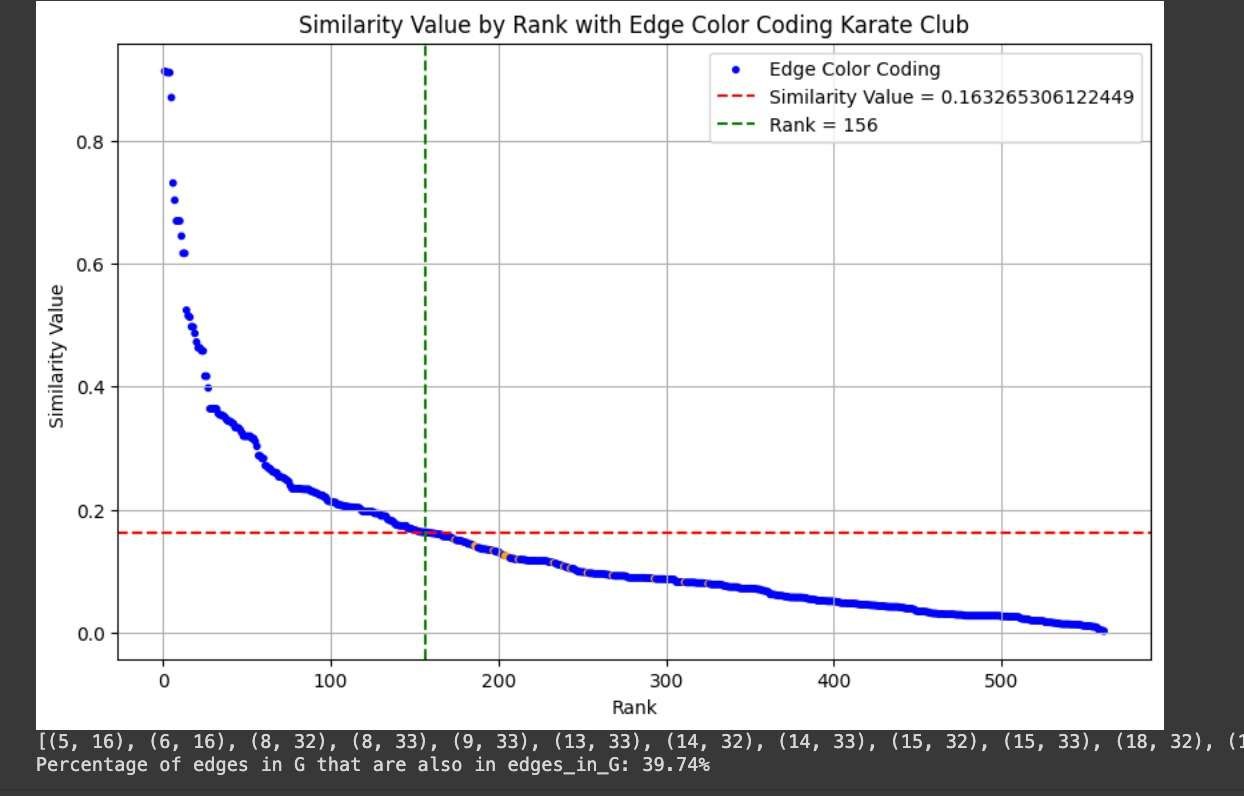 Similarity Value by Rank with Edge Color Coding Karate Club
Edge Color Coding
Similarity Value = 0.163265306122449
Rank = 156
Similarity Value
0.8
0.6
0.4
0.2
0.0
0 100 200 300 400 500
Rank
[(5, 16), (6, 16), (8, 32), (8, 33), (9, 33), (13, 33), (14, 32), (14, 33), (15, 32), (15, 33), (18, 32), (1
Percentage of edges in G that are also in edges_in_G: 39.74%